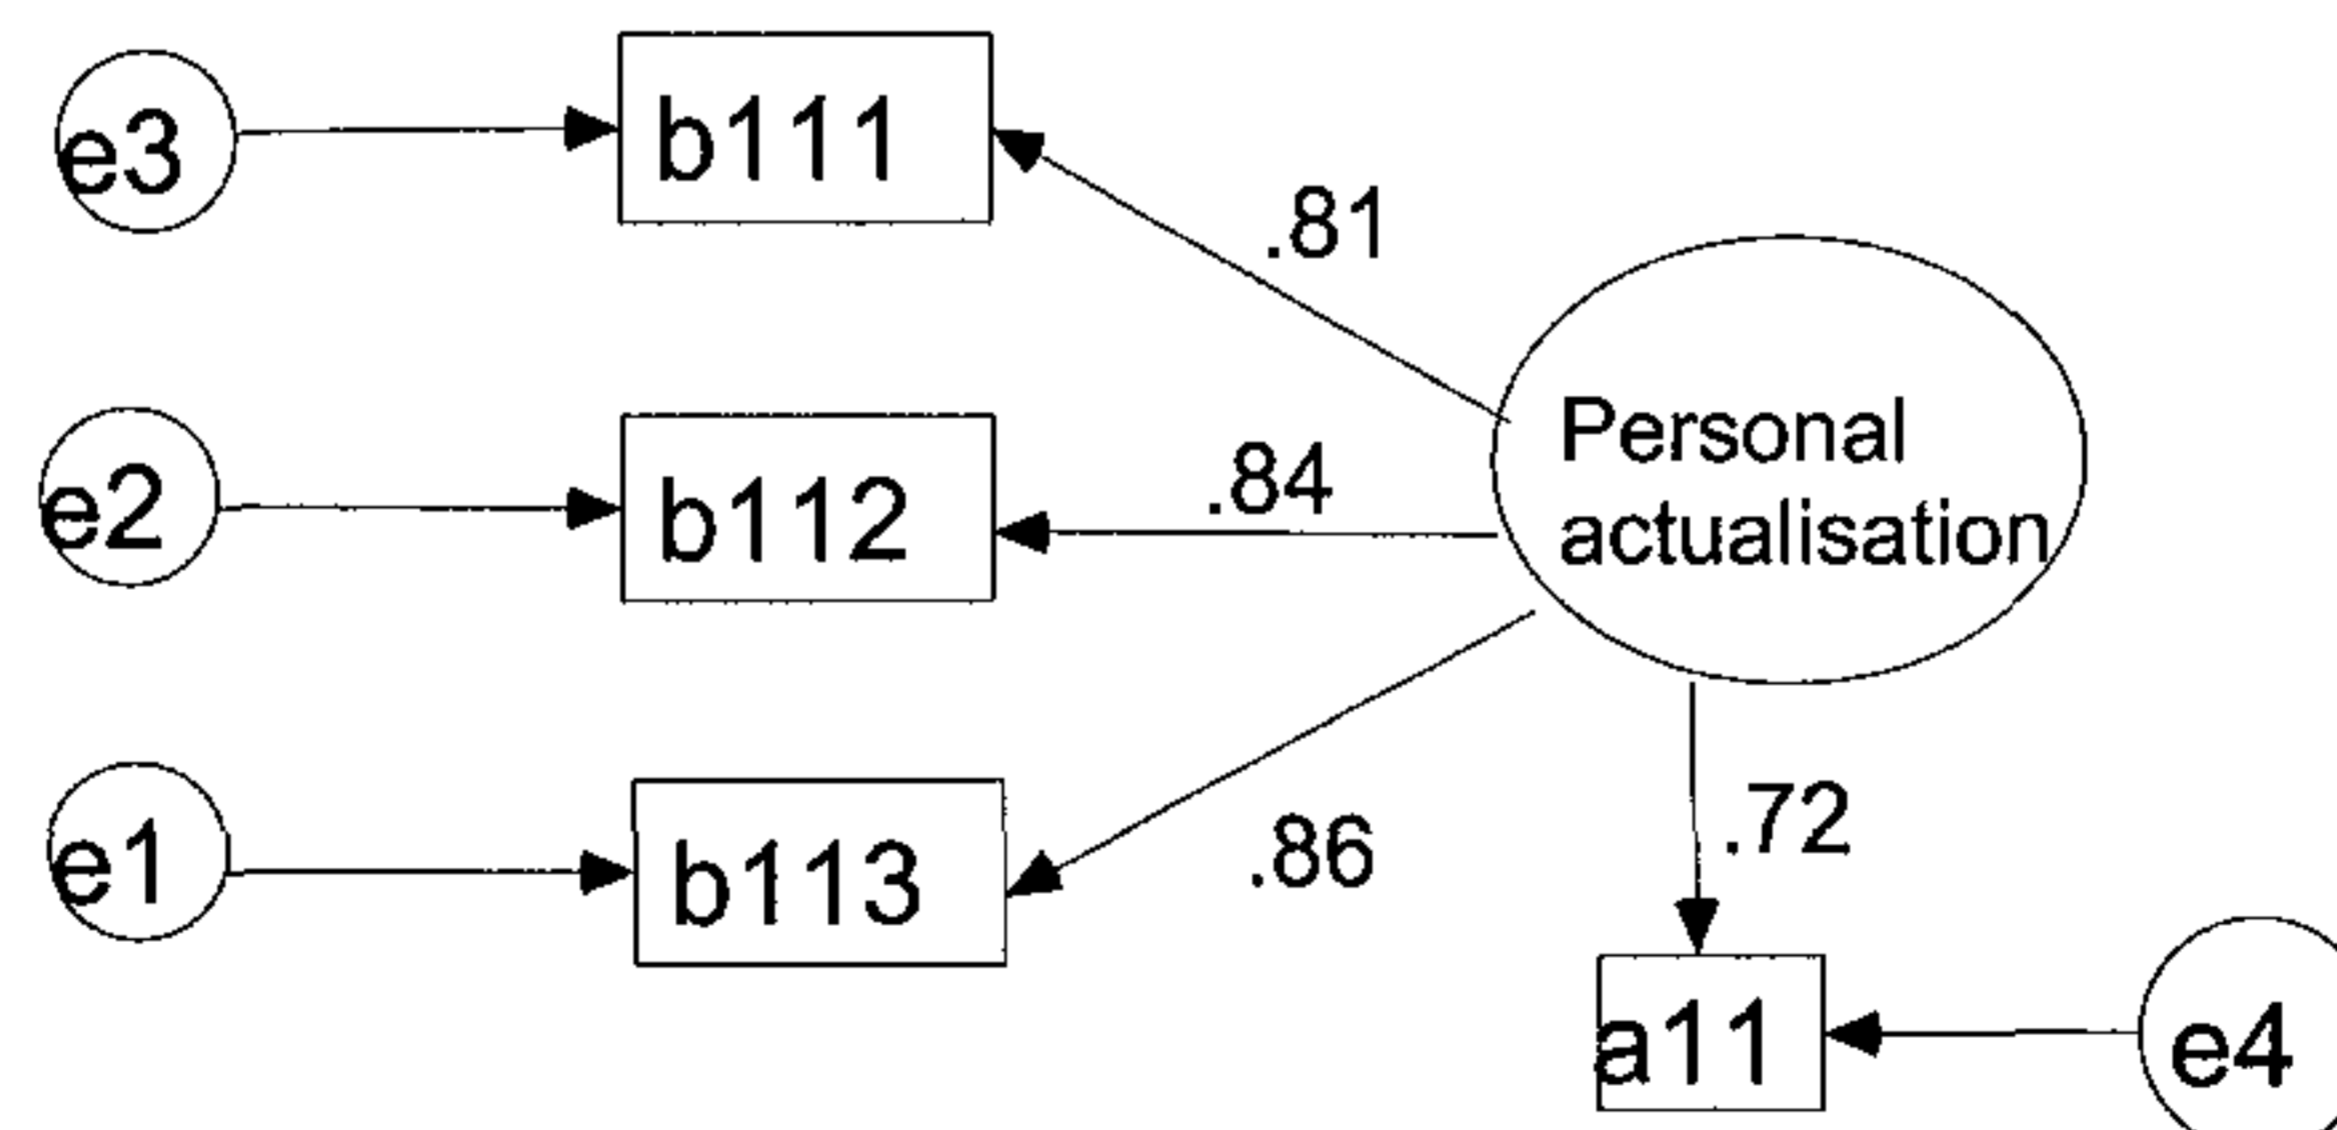 e3
b111
.81
e2
b112
.84
Personal
actualisation
e1
b113
.86
.72
a11
e4